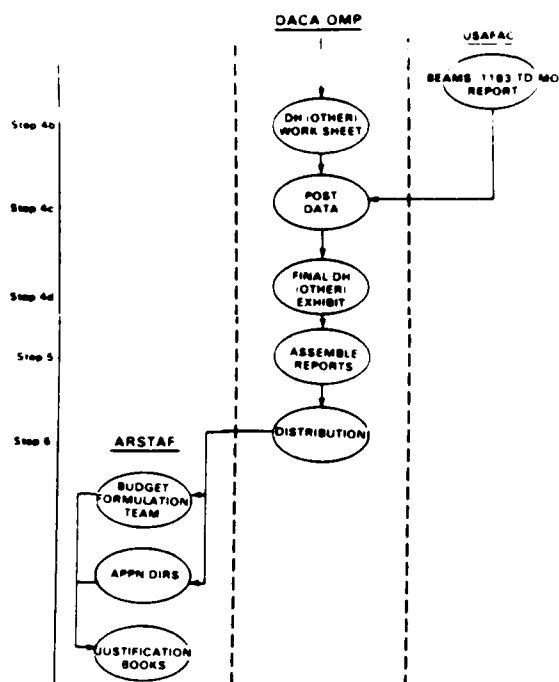 DACA OMP
USAFAC
BEAMS 1183 TD MO
REPORT
Step 4b
DH (OTHER)
WORK SHEET
Step 4c
POST
DATA
Step 4d
FINAL DH
(OTHER)
EXHIBIT
Step 5
ASSEMBLE
REPORTS
Step 6
DISTRIBUTION
ARSTAF
BUDGET
FORMULATION
TEAM
APPN DIRS
JUSTIFICATION
BOOKS